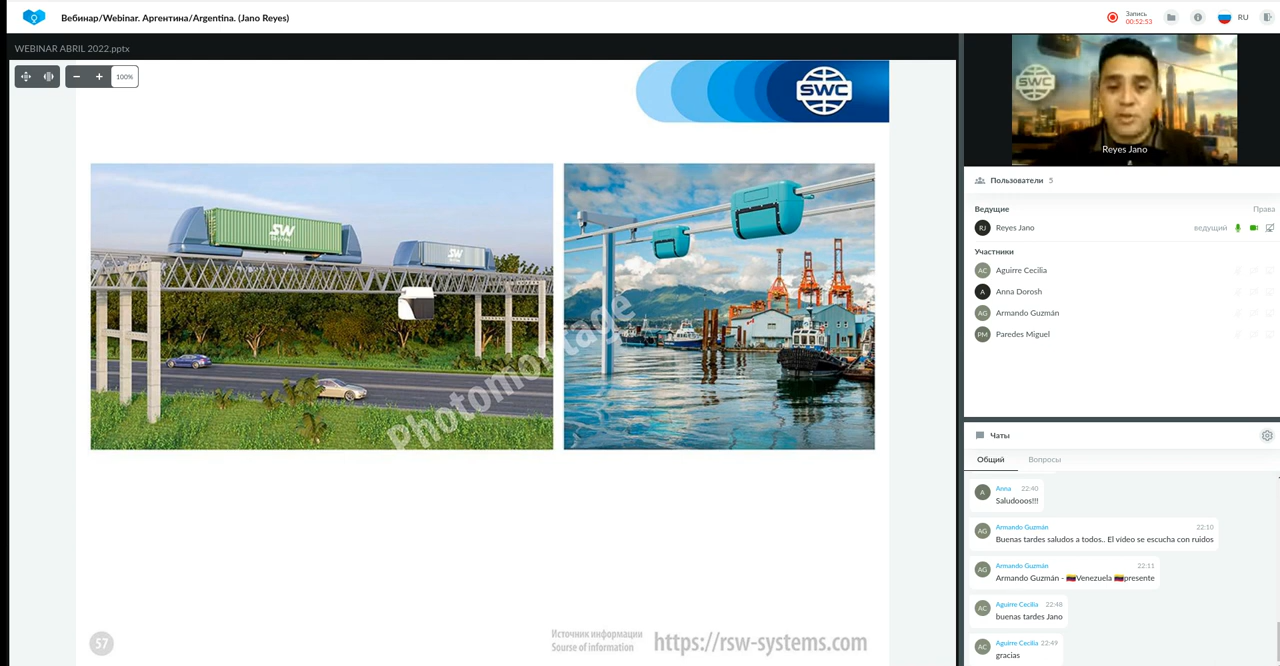 Вебинар/Webinar. Аргентина/Argentina. (Jano Reyes)
Запись
00:52:53
RU
WEBINAR ABRIL 2022.pptx
100%
SWC
SWC
Reyes Jano
SW
SW
Photomontage
57
Источник информации
Sourse of information
https://rsw-systems.com
Пользователи 5
Ведущие Права
RJ Reyes Jano ведущий
Участники
AC Aguirre Cecilia
A Anna Dorosh
AG Armando Guzmán
PM Paredes Miguel
Чаты
Общий Вопросы
A Anna 22:40
Saludooos!!!
AG Armando Guzmán 22:10
Buenas tardes saludos a todos.. El vídeo se escucha con ruidos
AG Armando Guzmán 22:11
Armando Guzmán - 🇻🇪Venezuela 🇻🇪presente
AC Aguirre Cecilia 22:48
buenas tardes Jano
AC Aguirre Cecilia 22:49
gracias